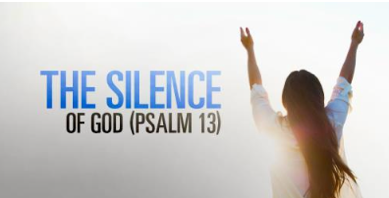 THE SILENCE
OF GOD (PSALM 13)